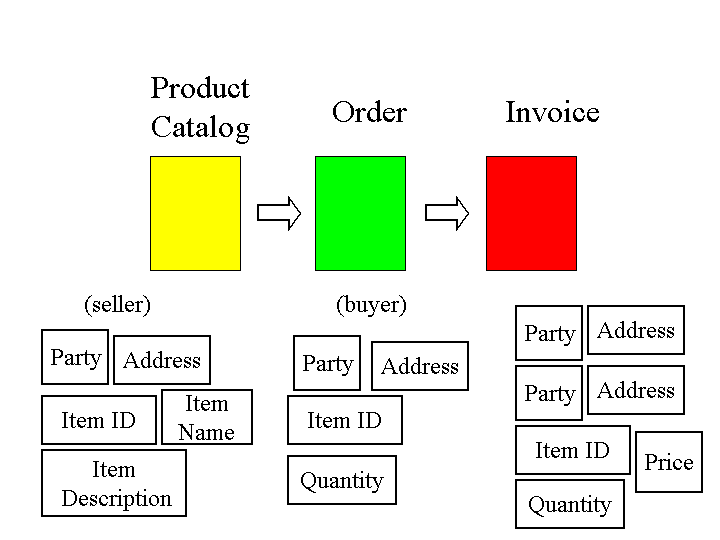 Product
Catalog
Order
Invoice
(seller)
Party
Address
Item ID
Item
Name
Item
Description
(buyer)
Party
Address
Item ID
Quantity
Party
Address
Party
Address
Item ID
Price
Quantity